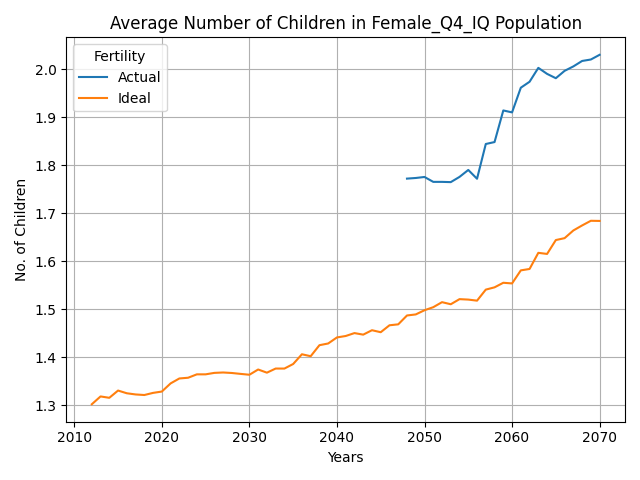 Average Number of Children in Female_Q4_IQ Population
Fertility
Actual
Ideal
No. of Children
2.0
1.9
1.8
1.7
1.6
1.5
1.4
1.3
2010 2020 2030 2040 2050 2060 2070
Years